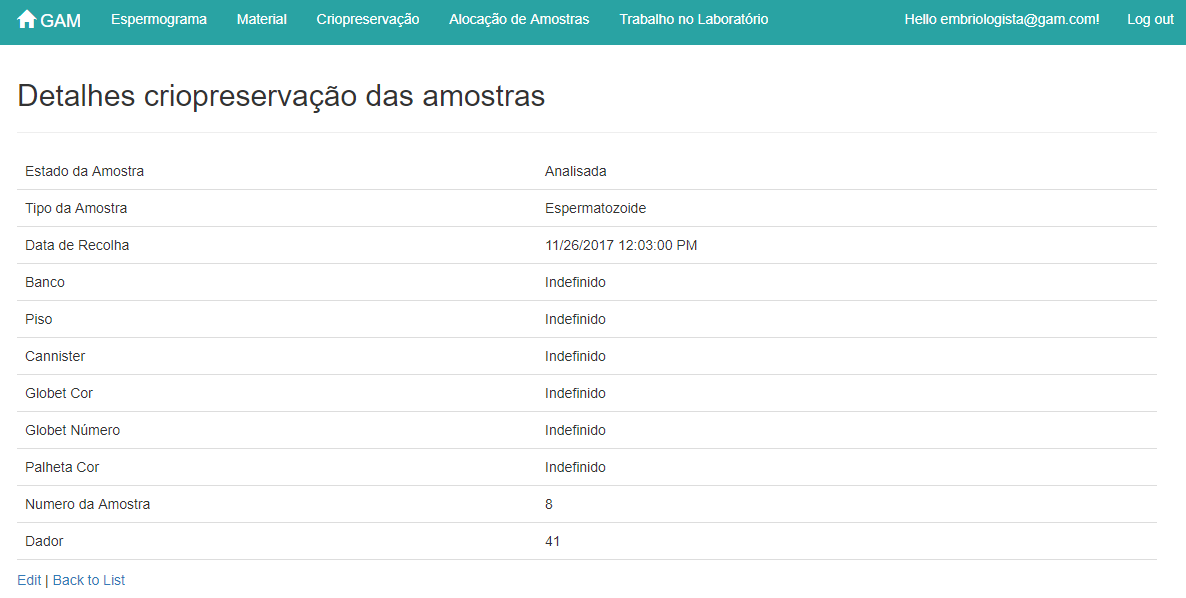 GAM Espermograma Material Criopreservação Alocação de Amostras Trabalho no Laboratório Hello embriologista@gam.com! Log out
Detalhes criopreservação das amostras
Estado da Amostra Analisada
Tipo da Amostra Espermatozoide
Data de Recolha 11/26/2017 12:03:00 PM
Banco Indefinido
Piso Indefinido
Cannister Indefinido
Globet Cor Indefinido
Globet Número Indefinido
Palheta Cor Indefinido
Numero da Amostra 8
Dador 41
Edit | Back to List